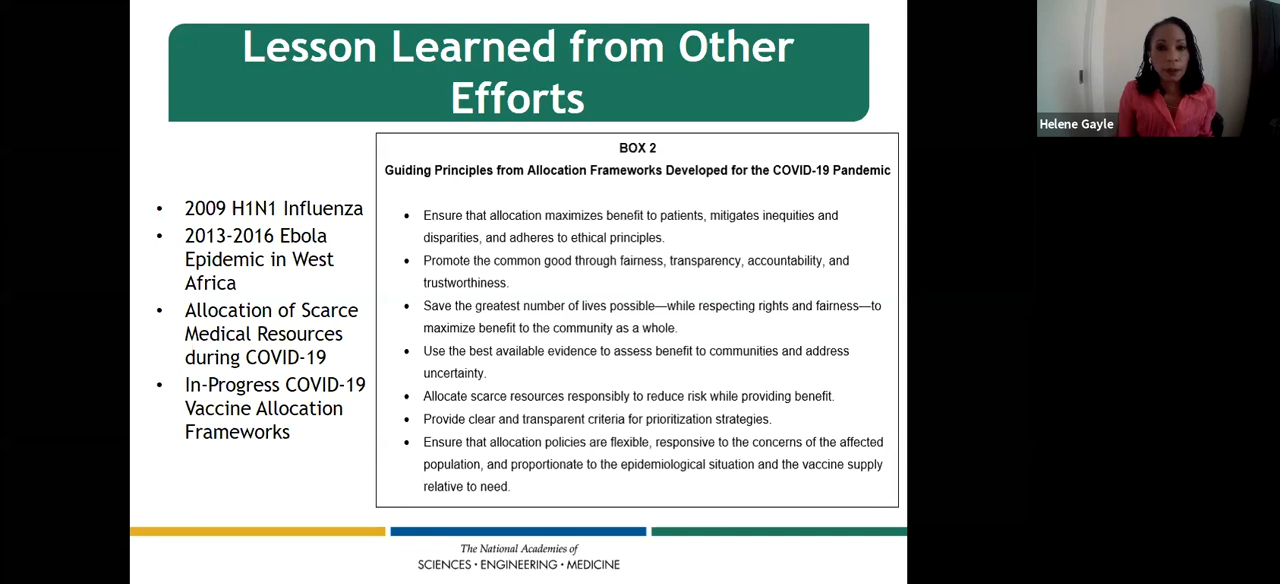 Lesson Learned from Other
Efforts
• 2009 H1N1 Influenza
• 2013-2016 Ebola
Epidemic in West
Africa
• Allocation of Scarce
Medical Resources
during COVID-19
• In-Progress COVID-19
Vaccine Allocation
Frameworks
BOX 2
Guiding Principles from Allocation Frameworks Developed for the COVID-19 Pandemic
• Ensure that allocation maximizes benefit to patients, mitigates inequities and
disparities, and adheres to ethical principles.
• Promote the common good through fairness, transparency, accountability, and
trustworthiness.
• Save the greatest number of lives possible—while respecting rights and fairness—to
maximize benefit to the community as a whole.
• Use the best available evidence to assess benefit to communities and address
uncertainty.
• Allocate scarce resources responsibly to reduce risk while providing benefit.
• Provide clear and transparent criteria for prioritization strategies.
• Ensure that allocation policies are flexible, responsive to the concerns of the affected
population, and proportionate to the epidemiological situation and the vaccine supply
relative to need.
The National Academies of
SCIENCES • ENGINEERING • MEDICINE
Helene Gayle